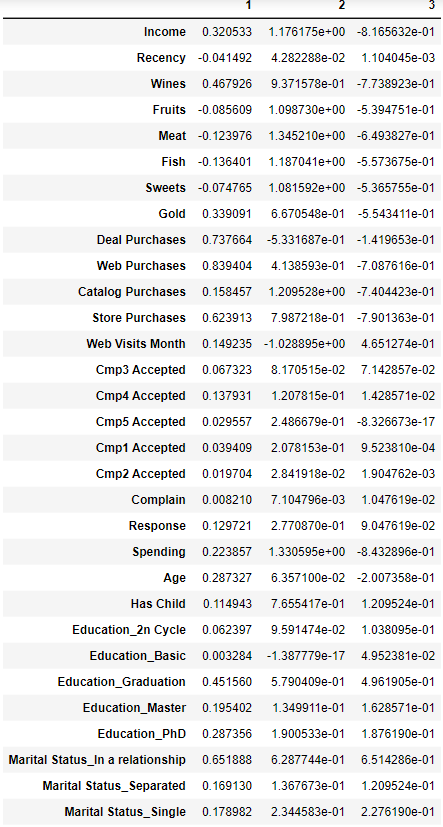 1 2 3
Income 0.320533 1.176175e+00 -8.165632e-01
Recency -0.041492 4.282288e-02 1.104045e-03
Wines 0.467926 9.371578e-01 -7.738923e-01
Fruits -0.085609 1.098730e+00 -5.394751e-01
Meat -0.123976 1.345210e+00 -6.493827e-01
Fish -0.136401 1.187041e+00 -5.573675e-01
Sweets -0.074765 1.081592e+00 -5.365755e-01
Gold 0.339091 6.670548e-01 -5.543411e-01
Deal Purchases 0.737664 -5.331687e-01 -1.419653e-01
Web Purchases 0.839404 4.138593e-01 -7.087616e-01
Catalog Purchases 0.158457 1.209528e+00 -7.404423e-01
Store Purchases 0.623913 7.987218e-01 -7.901363e-01
Web Visits Month 0.149235 -1.028895e+00 4.651274e-01
Cmp3 Accepted 0.067323 8.170515e-02 7.142857e-02
Cmp4 Accepted 0.137931 1.207815e-01 1.428571e-02
Cmp5 Accepted 0.029557 2.486679e-01 -8.326673e-17
Cmp1 Accepted 0.039409 2.078153e-01 9.523810e-04
Cmp2 Accepted 0.019704 2.841918e-02 1.904762e-03
Complain 0.008210 7.104796e-03 1.047619e-02
Response 0.129721 2.770870e-01 9.047619e-02
Spending 0.223857 1.330595e+00 -8.432896e-01
Age 0.287327 6.357100e-02 -2.007358e-01
Has Child 0.114943 7.655417e-01 1.209524e-01
Education_2n Cycle 0.062397 9.591474e-02 1.038095e-01
Education_Basic 0.003284 -1.387779e-17 4.952381e-02
Education_Graduation 0.451560 5.790409e-01 4.961905e-01
Education_Master 0.195402 1.349911e-01 1.628571e-01
Education_PhD 0.287356 1.900533e-01 1.876190e-01
Marital Status_In a relationship 0.651888 6.287744e-01 6.514286e-01
Marital Status_Separated 0.169130 1.367673e-01 1.209524e-01
Marital Status_Single 0.178982 2.344583e-01 2.276190e-01